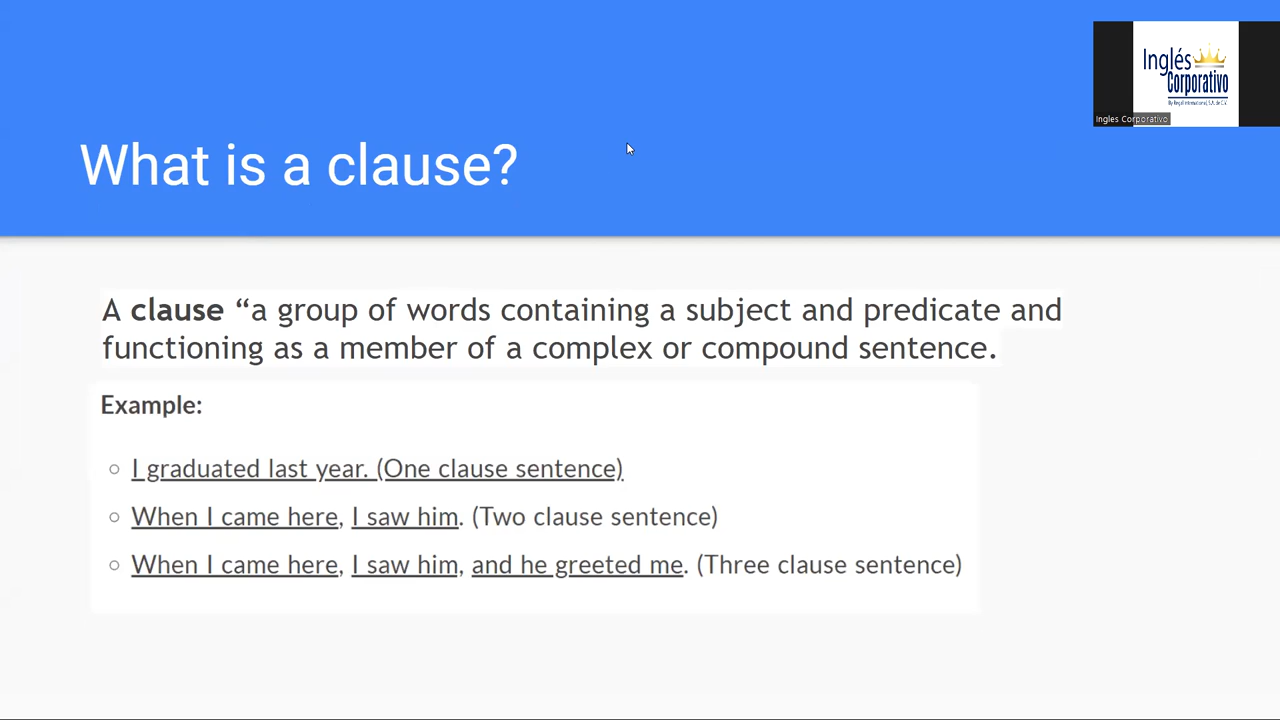 Inglés
Corporativo
Ingles Corporativo
What is a clause?
A clause “a group of words containing a subject and predicate and
functioning as a member of a complex or compound sentence.
Example:
I graduated last year. (One clause sentence)
When I came here, I saw him. (Two clause sentence)
When I came here, I saw him, and he greeted me. (Three clause sentence)